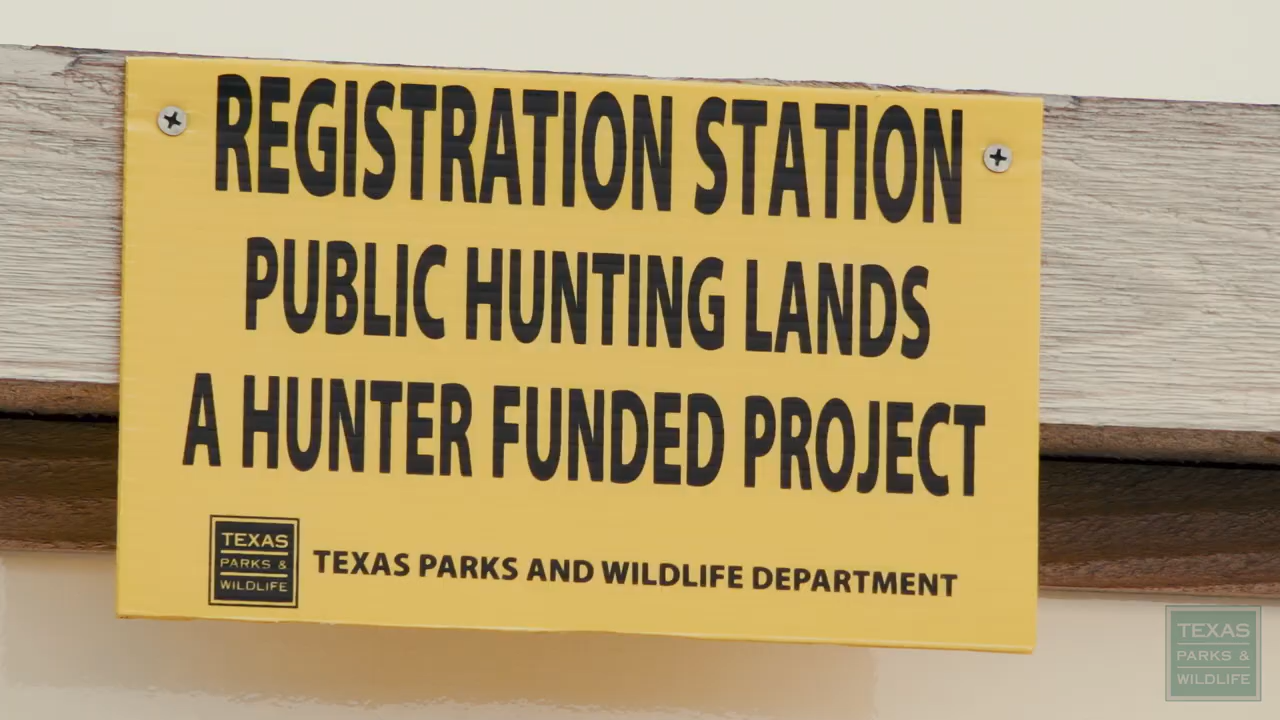 REGISTRATION STATION
PUBLIC HUNTING LANDS
A HUNTER FUNDED PROJECT
TEXAS
PARKS &
WILDLIFE
TEXAS PARKS AND WILDLIFE DEPARTMENT
TEXAS
PARKS &
WILDLIFE